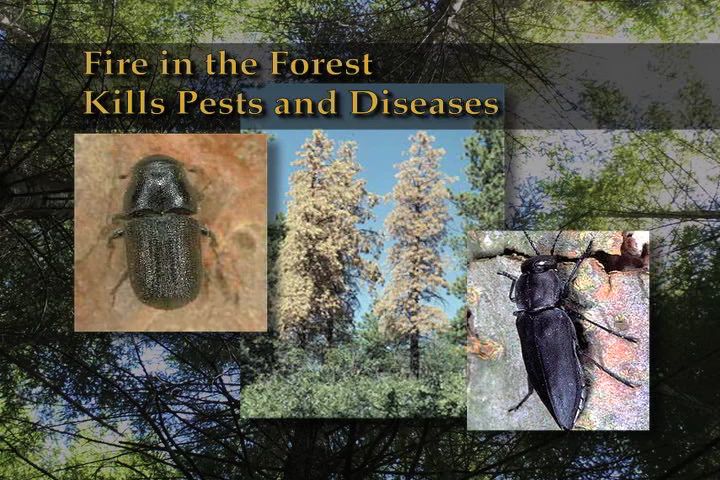 Fire in the Forest
Kills Pests and Diseases